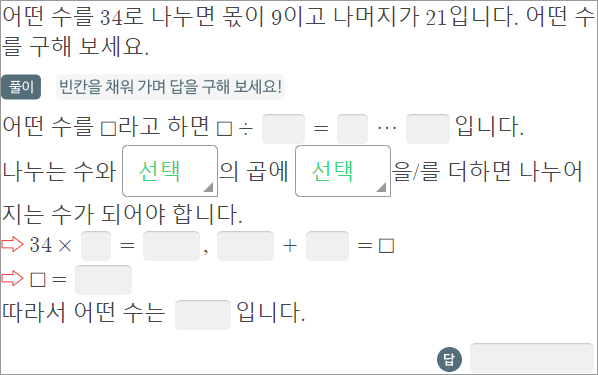 어떤 수를 34로 나누면 몫이 9이고 나머지가 21입니다. 어떤 수
를 구해 보세요.
풀이 빈칸을 채워 가며 답을 구해 보세요!
어떤 수를 □라고 하면 □ ÷ = ⋯ 입니다.
나누는 수와 선택 의 곱에 선택 을/를 더하면 나누어
지는 수가 되어야 합니다.
⇨ 34 × = , + = □
⇨ □ =
따라서 어떤 수는 입니다.
답